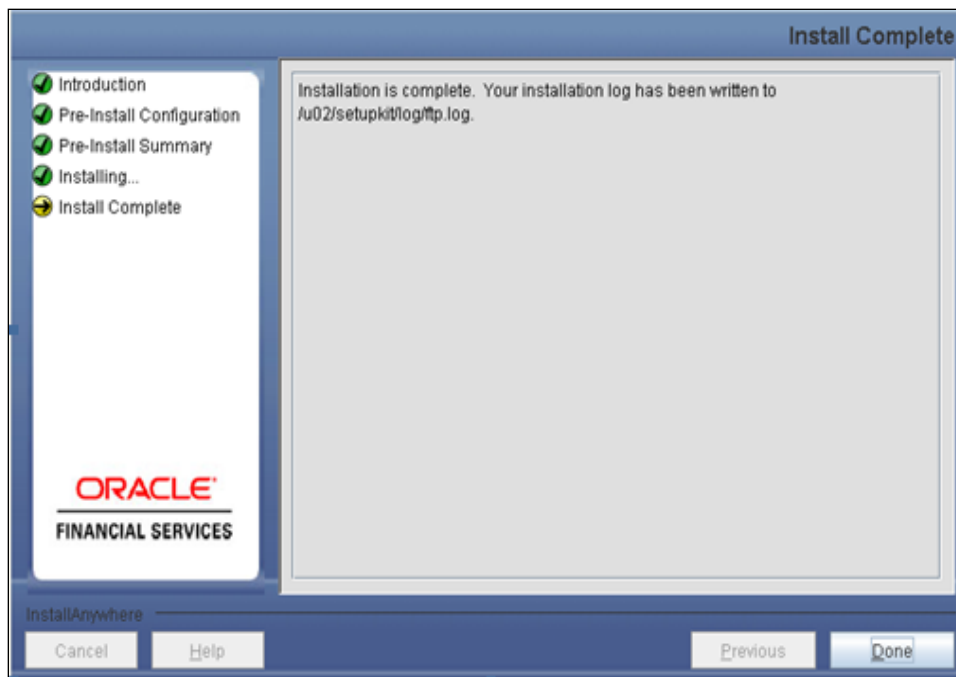 Install Complete
Introduction
Pre-Install Configuration
Pre-Install Summary
Installing...
Install Complete
Installation is complete. Your installation log has been written to
/u02/setupkit/log/ftp.log.
ORACLE
FINANCIAL SERVICES
InstallAnywhere
Cancel
Help
Previous
Done